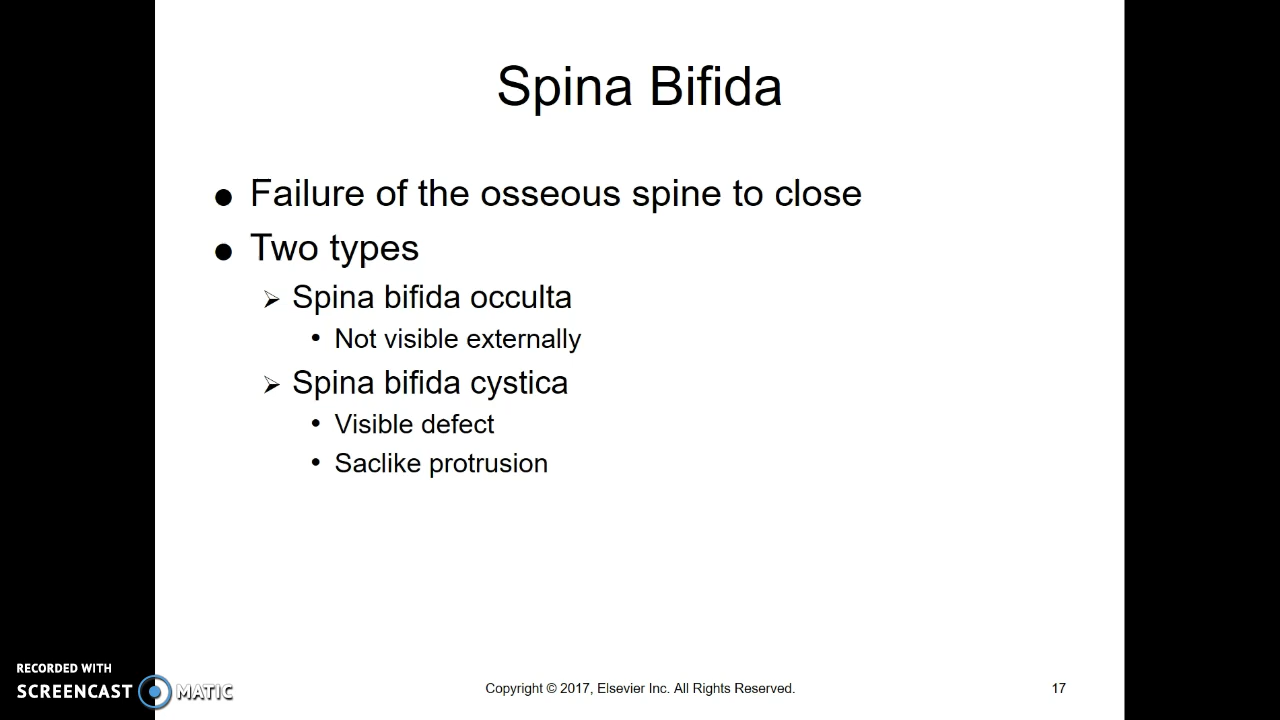 Spina Bifida
● Failure of the osseous spine to close
● Two types
➢ Spina bifida occulta
• Not visible externally
➢ Spina bifida cystica
• Visible defect
• Saclike protrusion
RECORDED WITH
SCREENCAST MATIC
Copyright © 2017, Elsevier Inc. All Rights Reserved.
17